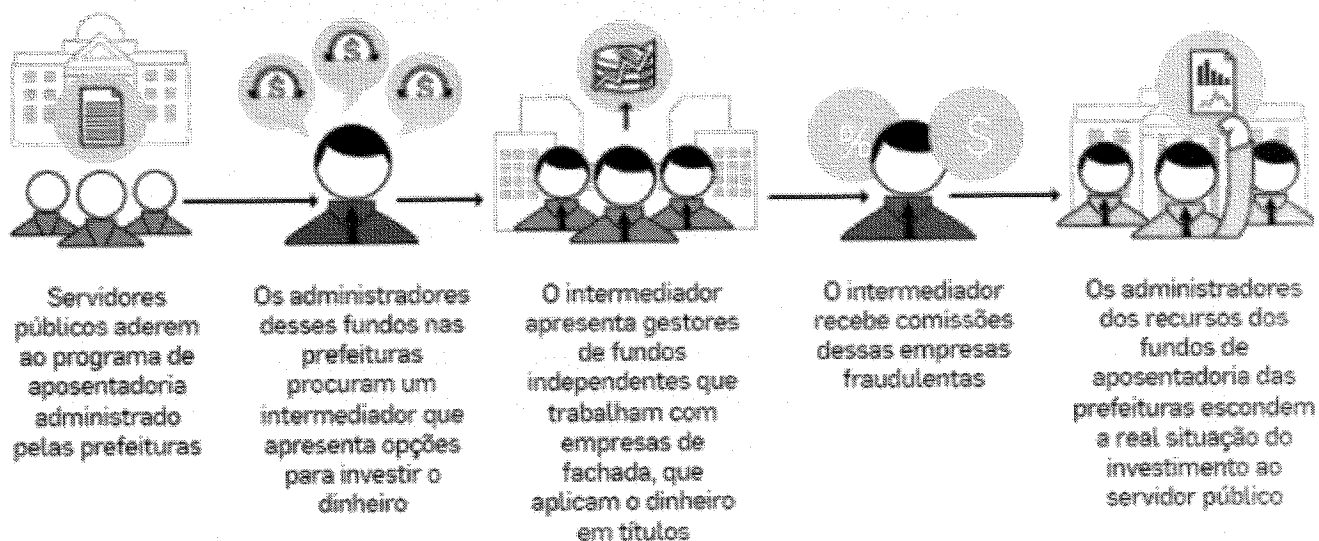 $
$
$
%
$
Servidores
públicos aderem
ao programa de
aposentadoria
administrado
pelas prefeituras
Os administradores
desses fundos nas
prefeituras
procuram um
intermediador que
apresenta opções
para investir o
dinheiro
O intermediador
apresenta gestores
de fundos
independentes que
trabalham com
empresas de
fachada, que
aplicam o dinheiro
em títulos
O intermediador
recebe comissões
dessas empresas
fraudulentas
Os administradores
dos recursos dos
fundos de
aposentadoria das
prefeituras escondem
a real situação do
investimento ao
servidor público